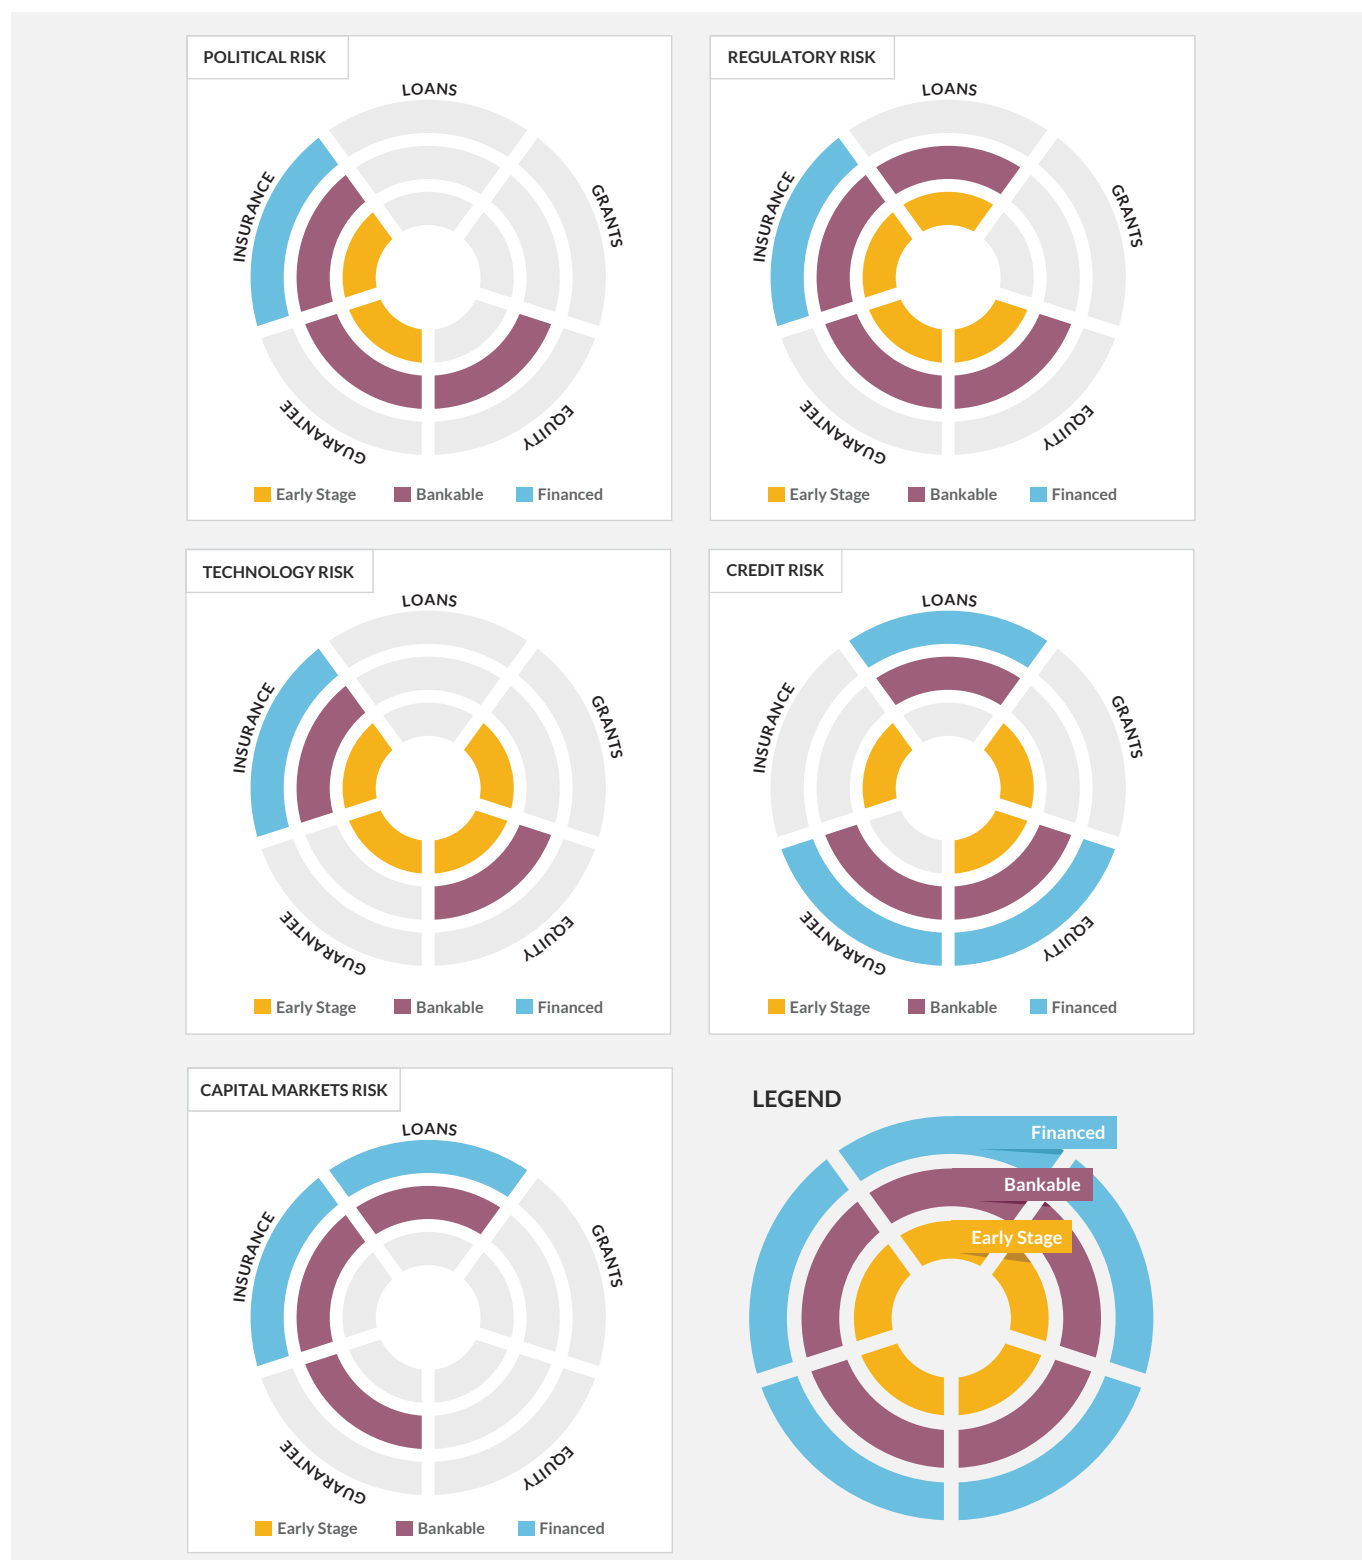 POLITICAL RISK
LOANS
INSURANCE
GRANTS
GUARANTEE
EQUITY
Early Stage
Bankable
Financed
REGULATORY RISK
LOANS
INSURANCE
GRANTS
GUARANTEE
EQUITY
Early Stage
Bankable
Financed
TECHNOLOGY RISK
LOANS
INSURANCE
GRANTS
GUARANTEE
EQUITY
Early Stage
Bankable
Financed
CREDIT RISK
LOANS
INSURANCE
GRANTS
GUARANTEE
EQUITY
Early Stage
Bankable
Financed
CAPITAL MARKETS RISK
LOANS
INSURANCE
GRANTS
GUARANTEE
EQUITY
Early Stage
Bankable
Financed
LEGEND
Financed
Bankable
Early Stage